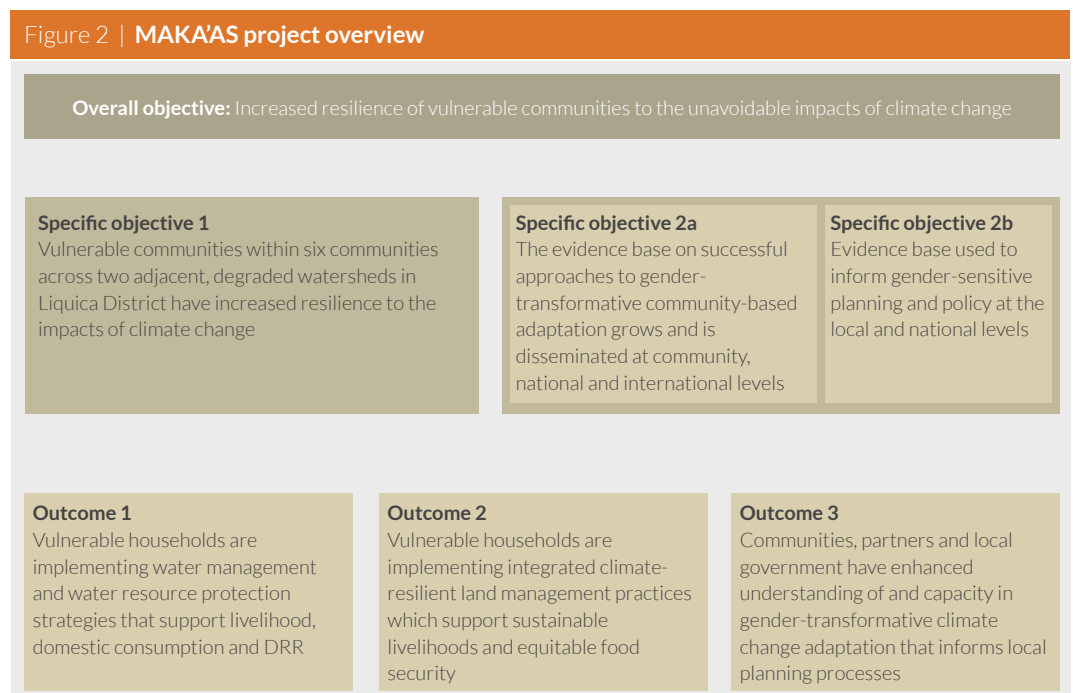 Figure 2 | MAKA’AS project overview
Overall objective: Increased resilience of vulnerable communities to the unavoidable impacts of climate change
Specific objective 1
Vulnerable communities within six communities
across two adjacent, degraded watersheds in
Liquica District have increased resilience to the
impacts of climate change
Specific objective 2a
The evidence base on successful
approaches to gender-
transformative community-based
adaptation grows and is
disseminated at community,
national and international levels
Specific objective 2b
Evidence base used to
inform gender-sensitive
planning and policy at the
local and national levels
Outcome 1
Vulnerable households are
implementing water management
and water resource protection
strategies that support livelihood,
domestic consumption and DRR
Outcome 2
Vulnerable households are
implementing integrated climate-
resilient land management practices
which support sustainable
livelihoods and equitable food
security
Outcome 3
Communities, partners and local
government have enhanced
understanding of and capacity in
gender-transformative climate
change adaptation that informs local
planning processes